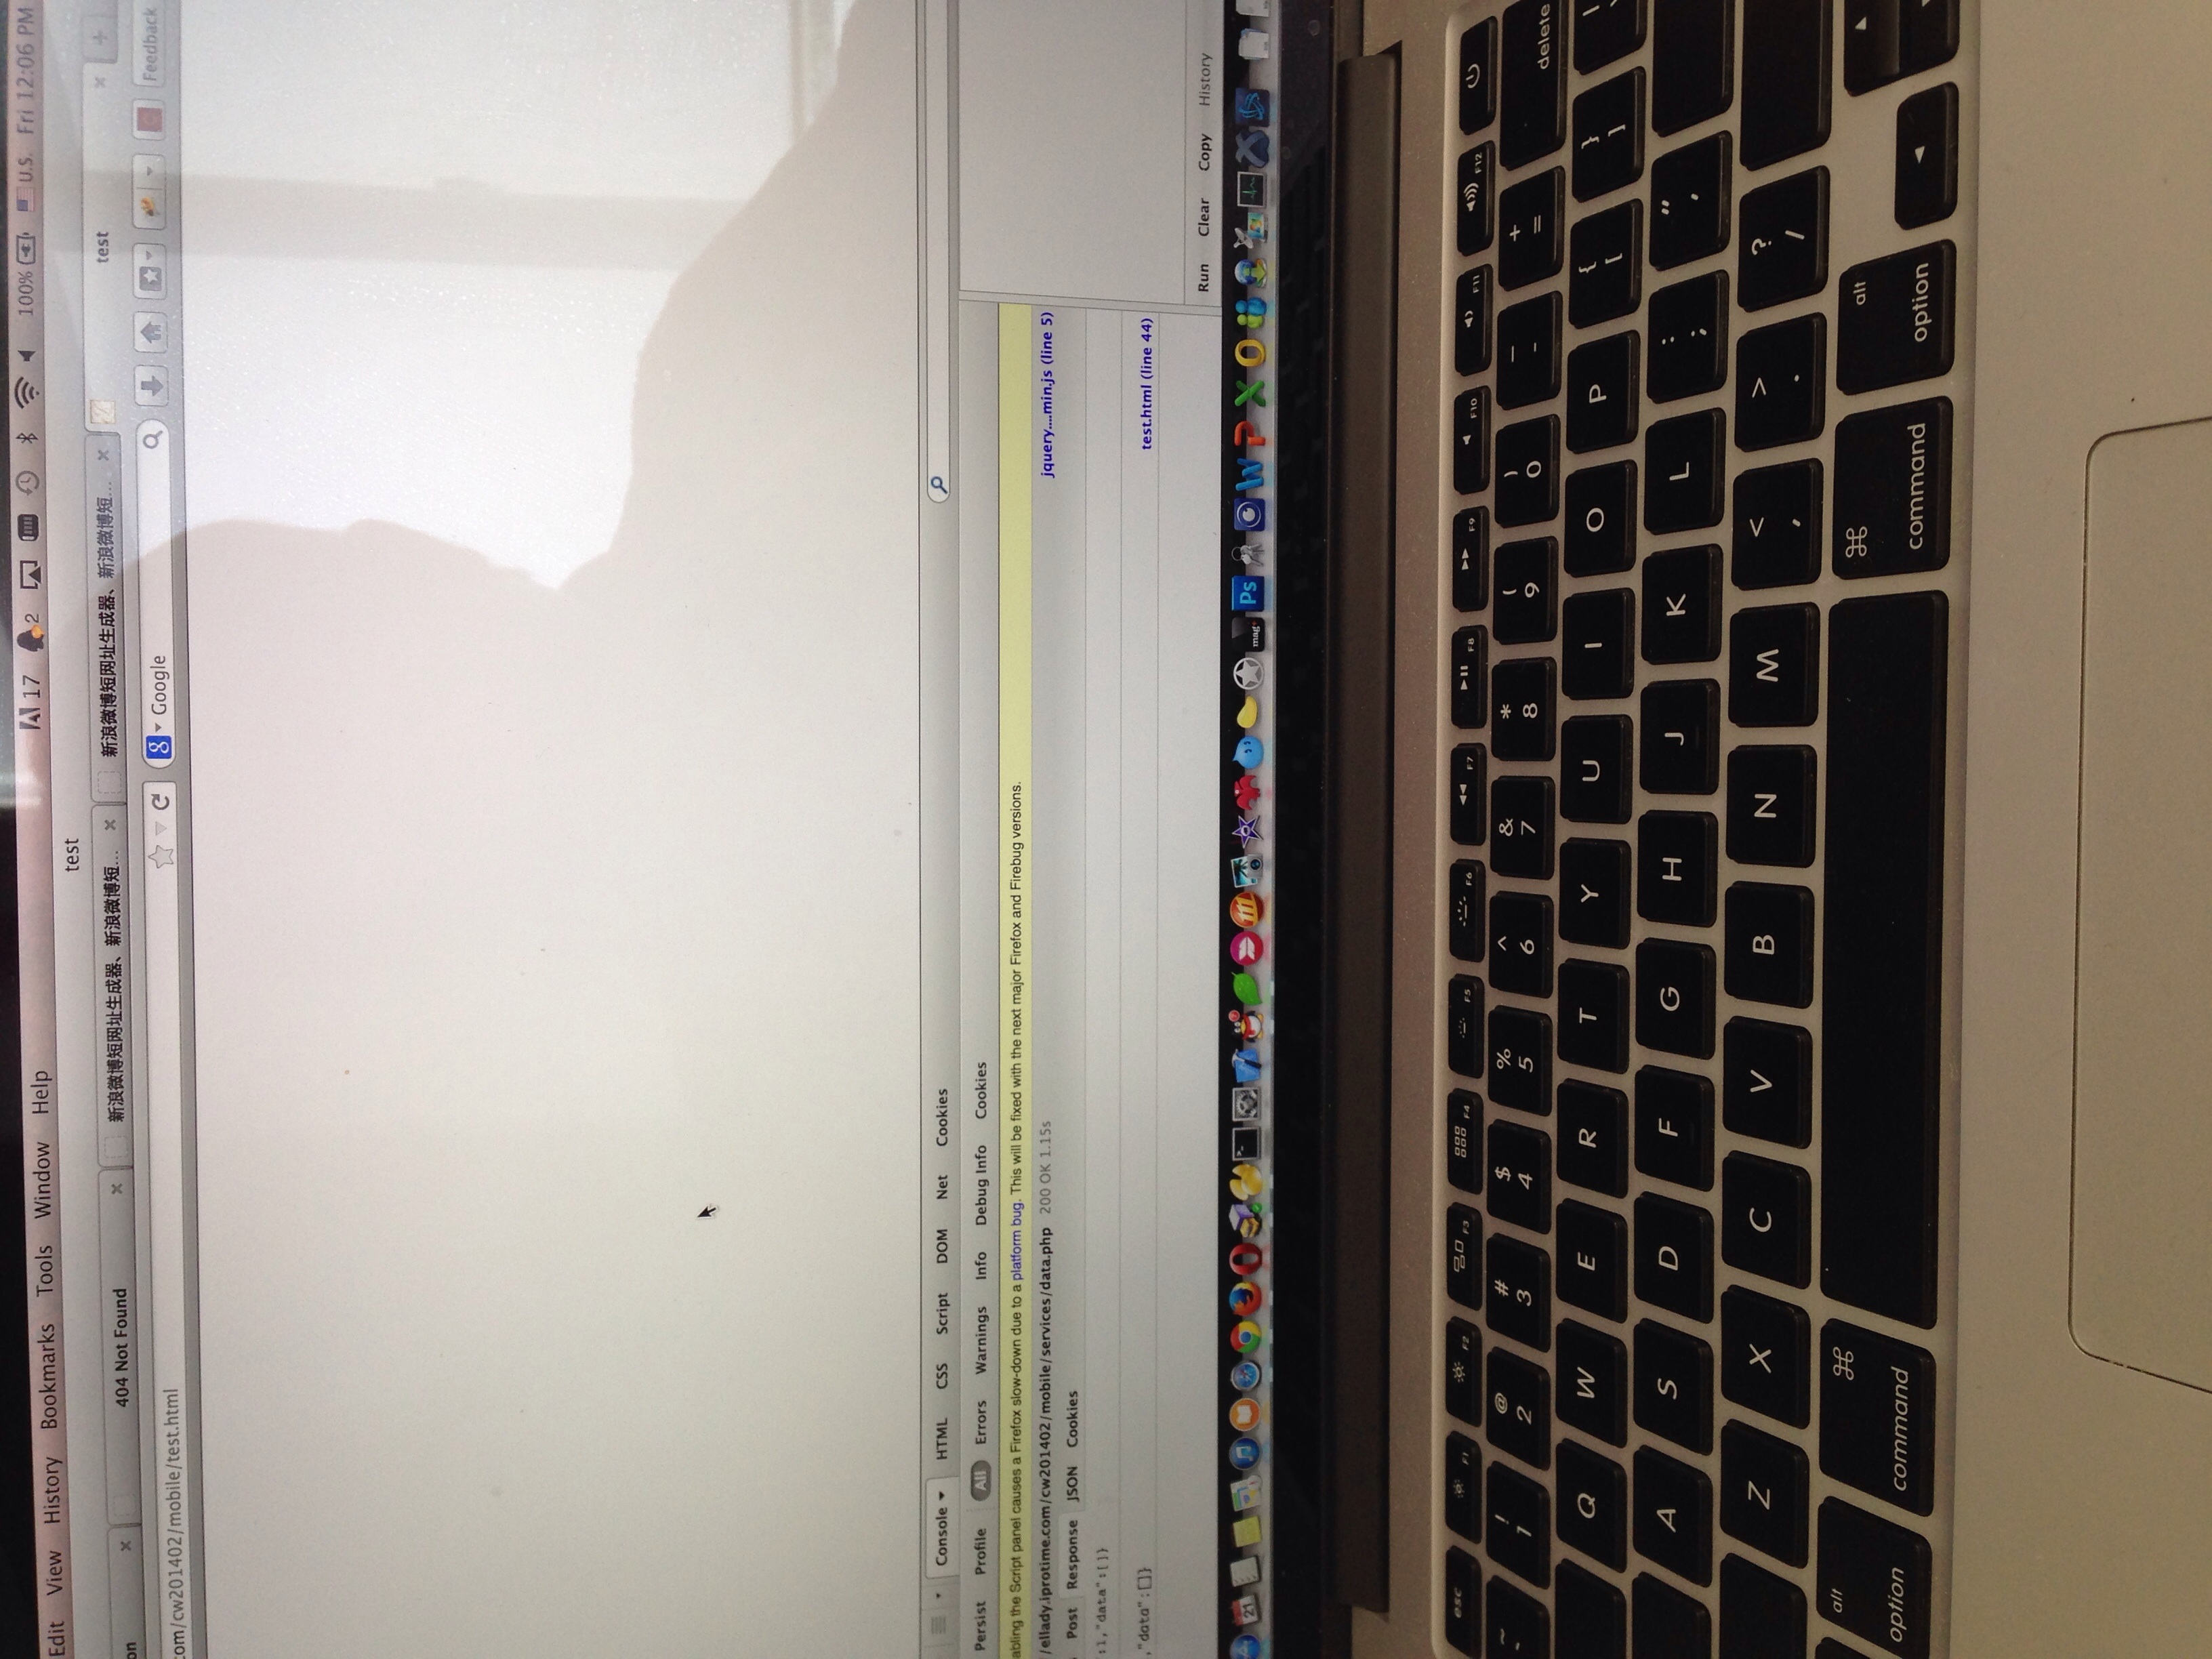 Edit View History Bookmarks Tools Window Help 17 2 100% U.S. Fri 12:06 PM
test
on 404 Not Found 新浪微博短网址生成器、新浪微博短... 新浪微博短网址生成器、新浪微博短... test
com/cw201402/mobile/test.html Google Feedback
Console HTML CSS Script DOM Net Cookies
Persist Profile All Errors Warnings Info Debug Info Cookies
abling the Script panel causes a Firefox slow-down due to a platform bug. This will be fixed with the next major Firefox and Firebug versions.
/ellady.iprotime.com/cw201402/mobile/services/data.php 200 OK 1.15s jquery....min.js (line 5)
Post Response JSON Cookies
:1,"data":[]}
,"data":[]} test.html (line 44)
Run Clear Copy History
21 mag+ Ps
esc F1 F2 F3 F4 F5 F6 F7 F8 F9 F10 F11 F12
~ ! 1 @ 2 # 3 $ 4 % 5 ^ 6 & 7 * 8 ( 9 ) 0 — - + = delete
Q W E R T Y U I O P { [ } ] | \
A S D F G H J K L : ; " '
Z X C V B N M < , > . ? /
alt option ⌘ command ⌘ command alt option